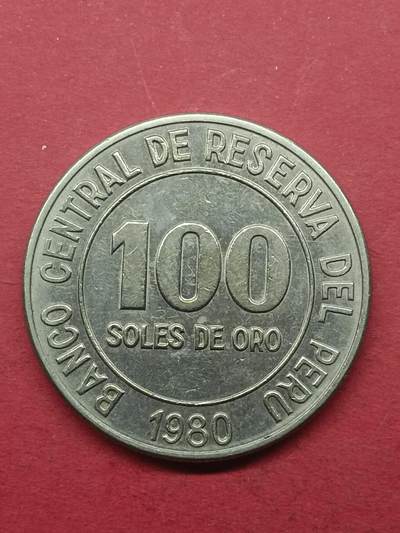 BANCO CENTRAL DE RESERVA DEL PERU
100
SOLES DE ORO
1980